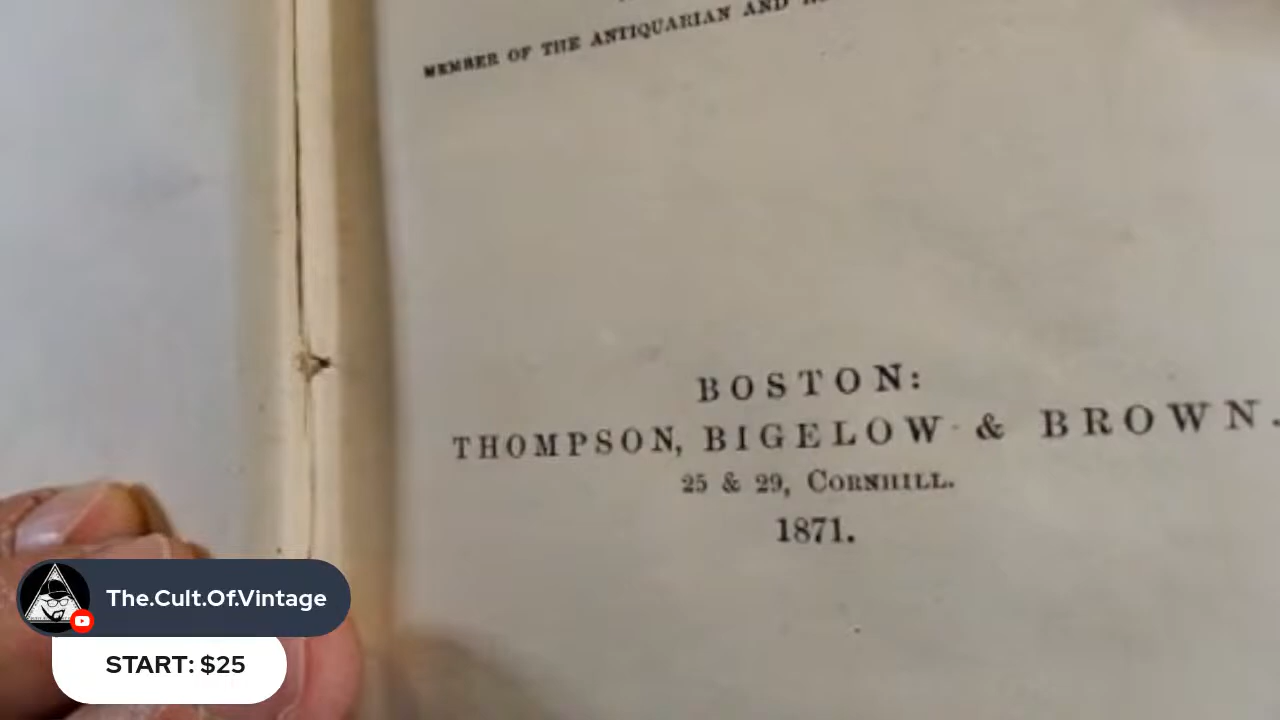 MEMBER OF THE ANTIQUARIAN AND
BOSTON:
THOMPSON, BIGELOW & BROWN.
25 & 29, CORNHILL.
1871.
The.Cult.Of.Vintage
START: $25